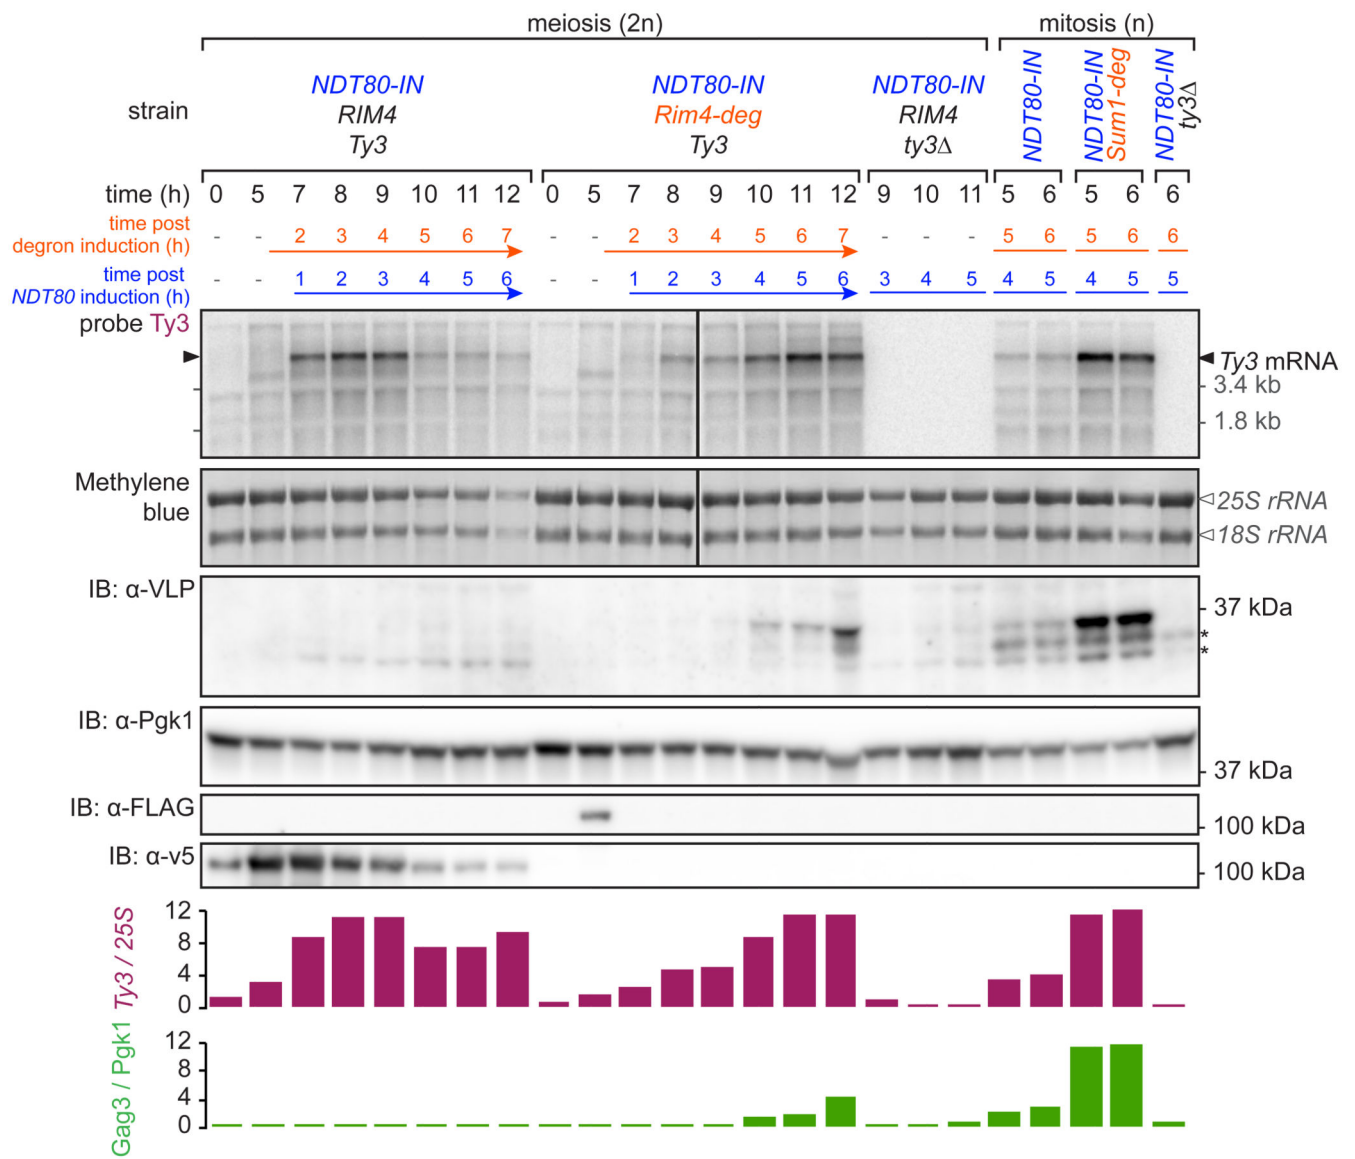 meiosis (2n) mitosis (n)
strain
NDT80-IN NDT80-IN NDT80-IN
RIM4 Rim4-deg RIM4
Ty3 Ty3 ty3Δ
NDT80-IN
NDT80-IN
Sum1-deg
NDT80-IN
ty3Δ
time (h) 0 5 7 8 9 10 11 12 0 5 7 8 9 10 11 12 9 10 11 5 6 5 6 6
time post
degron induction (h) - - 2 3 4 5 6 7 - - 2 3 4 5 6 7 - - - 5 6 5 6 6
time post
NDT80 induction (h) - - 1 2 3 4 5 6 - - 1 2 3 4 5 6 3 4 5 4 5 4 5 5
probe Ty3
Ty3 mRNA
3.4 kb
1.8 kb
Methylene
blue
25S rRNA
18S rRNA
IB: α-VLP
37 kDa
*
*
IB: α-Pgk1
37 kDa
IB: α-FLAG
100 kDa
IB: α-v5
100 kDa
Ty3 / 25S
12
8
4
0
Gag3 / Pgk1
12
8
4
0